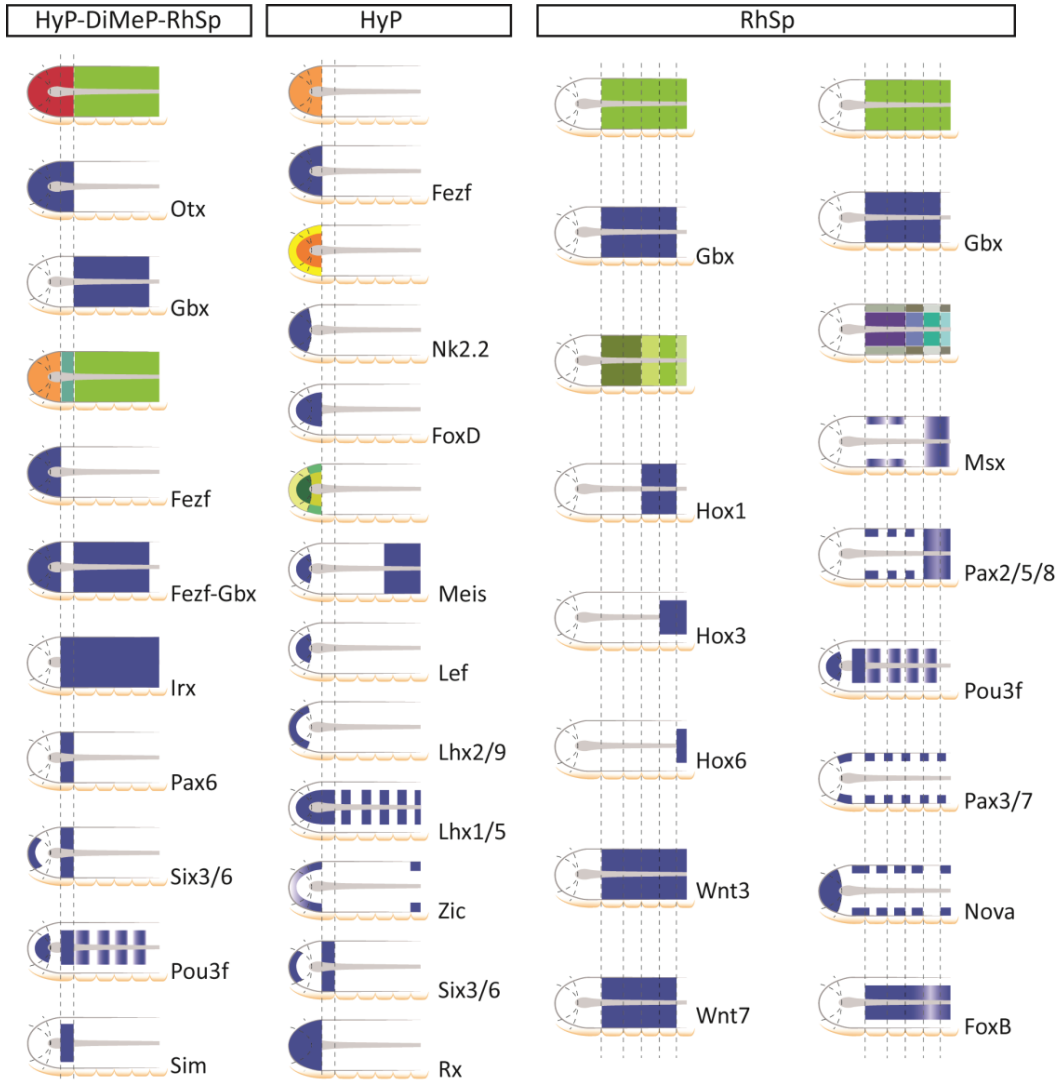 HyP-DiMeP-RhSp
Otx
Gbx
Fezf
Fezf-Gbx
Irx
Pax6
Six3/6
Pou3f
Sim
HyP
Fezf
Nk2.2
FoxD
Meis
Lef
Lhx2/9
Lhx1/5
Zic
Six3/6
Rx
RhSp
Gbx
Hox1
Hox3
Hox6
Wnt3
Wnt7
Gbx
Msx
Pax2/5/8
Pou3f
Pax3/7
Nova
FoxB